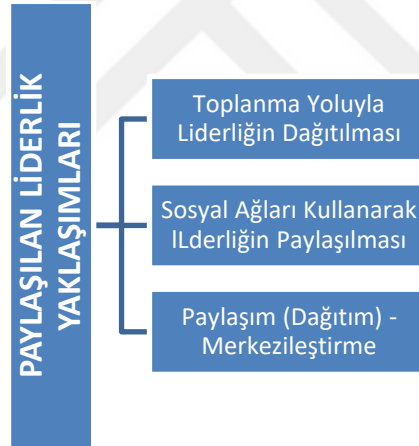 PAYLAŞILAN LİDERLİK
YAKLAŞIMLARI
Toplanma Yoluyla
Liderliğin Dağıtılması
Sosyal Ağları Kullanarak
lLderliğin Paylaşılması
Paylaşım (Dağıtım) -
Merkezileştirme